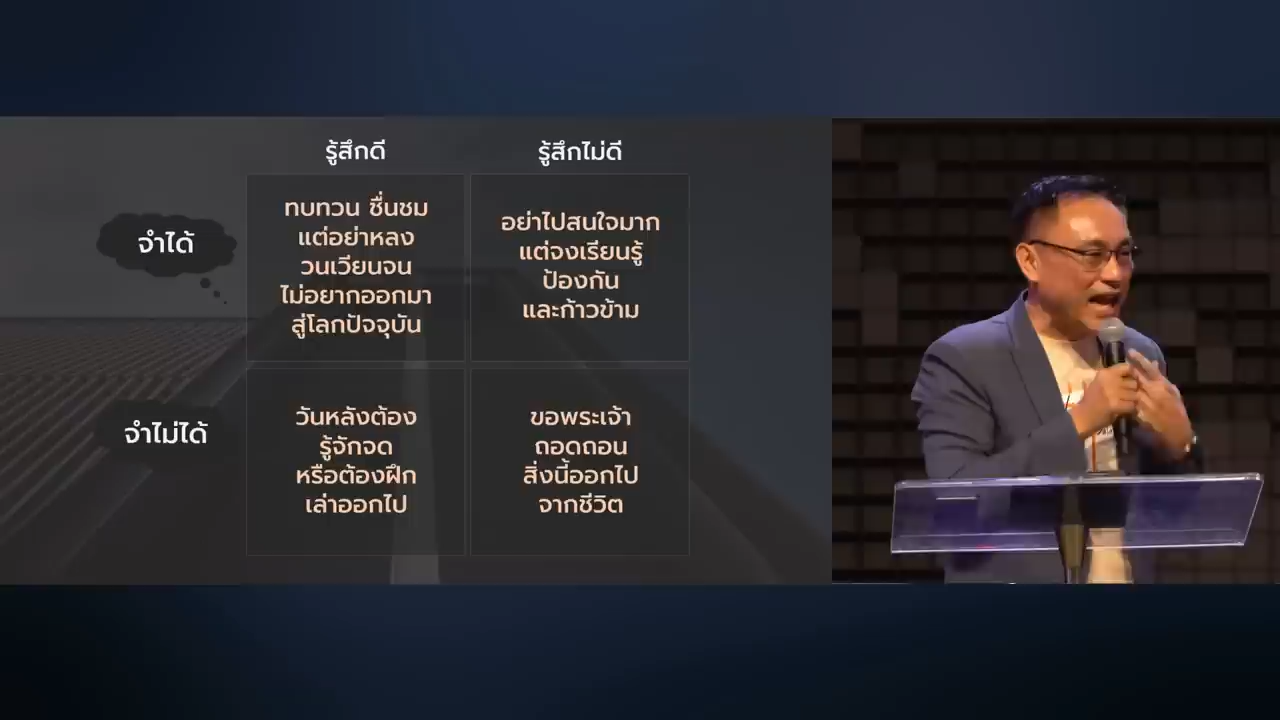 รู้สึกดี
รู้สึกไม่ดี
จำได้
ทบทวน ชื่นชม
แต่อย่าหลง
วนเวียนจน
ไม่อยากออกมา
สู่โลกปัจจุบัน
อย่าไปสนใจมาก
แต่จงเรียนรู้
ป้องกัน
และก้าวข้าม
จำไม่ได้
วันหลังต้อง
รู้จักจด
หรือต้องฝึก
เล่าออกไป
ขอพระเจ้า
ถอดถอน
สิ่งนี้ออกไป
จากชีวิต